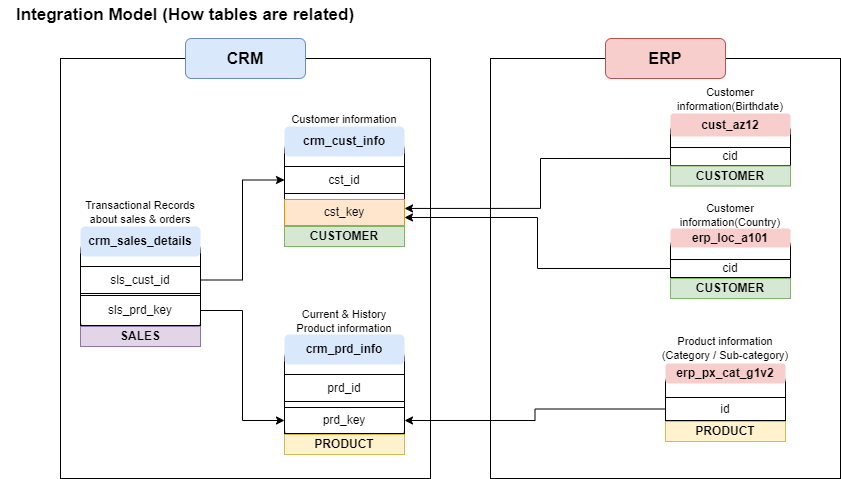 Integration Model (How tables are related)
CRM
Customer information
crm_cust_info
cst_id
cst_key
CUSTOMER
Transactional Records
about sales & orders
crm_sales_details
sls_cust_id
sls_prd_key
SALES
Current & History
Product information
crm_prd_info
prd_id
prd_key
PRODUCT
ERP
Customer
information(Birthdate)
cust_az12
cid
CUSTOMER
Customer
information(Country)
erp_loc_a101
cid
CUSTOMER
Product information
(Category / Sub-category)
erp_px_cat_g1v2
id
PRODUCT